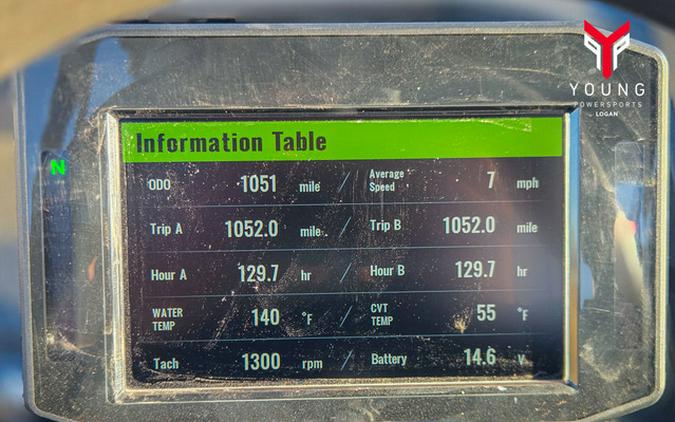 YOUNG
POWERSPORTS
LOGAN
Information Table
N
ODO 1051 mile / Average Speed 7 mph
Trip A 1052.0 mile / Trip B 1052.0 mile
Hour A 129.7 hr / Hour B 129.7 hr
WATER TEMP 140 °F / CVT TEMP 55 °F
Tach 1300 rpm / Battery 14.6 V